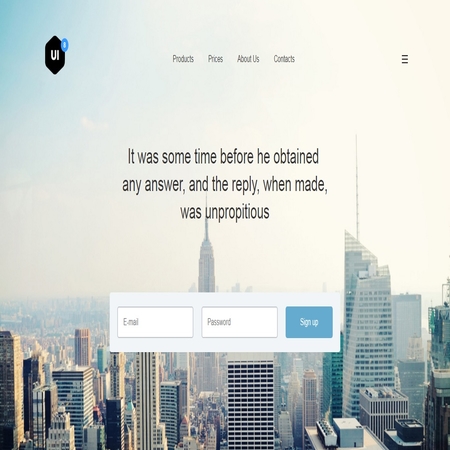 UI
Products Prices About Us Contacts
It was some time before he obtained
any answer, and the reply, when made,
was unpropitious
E-mail Password Sign up